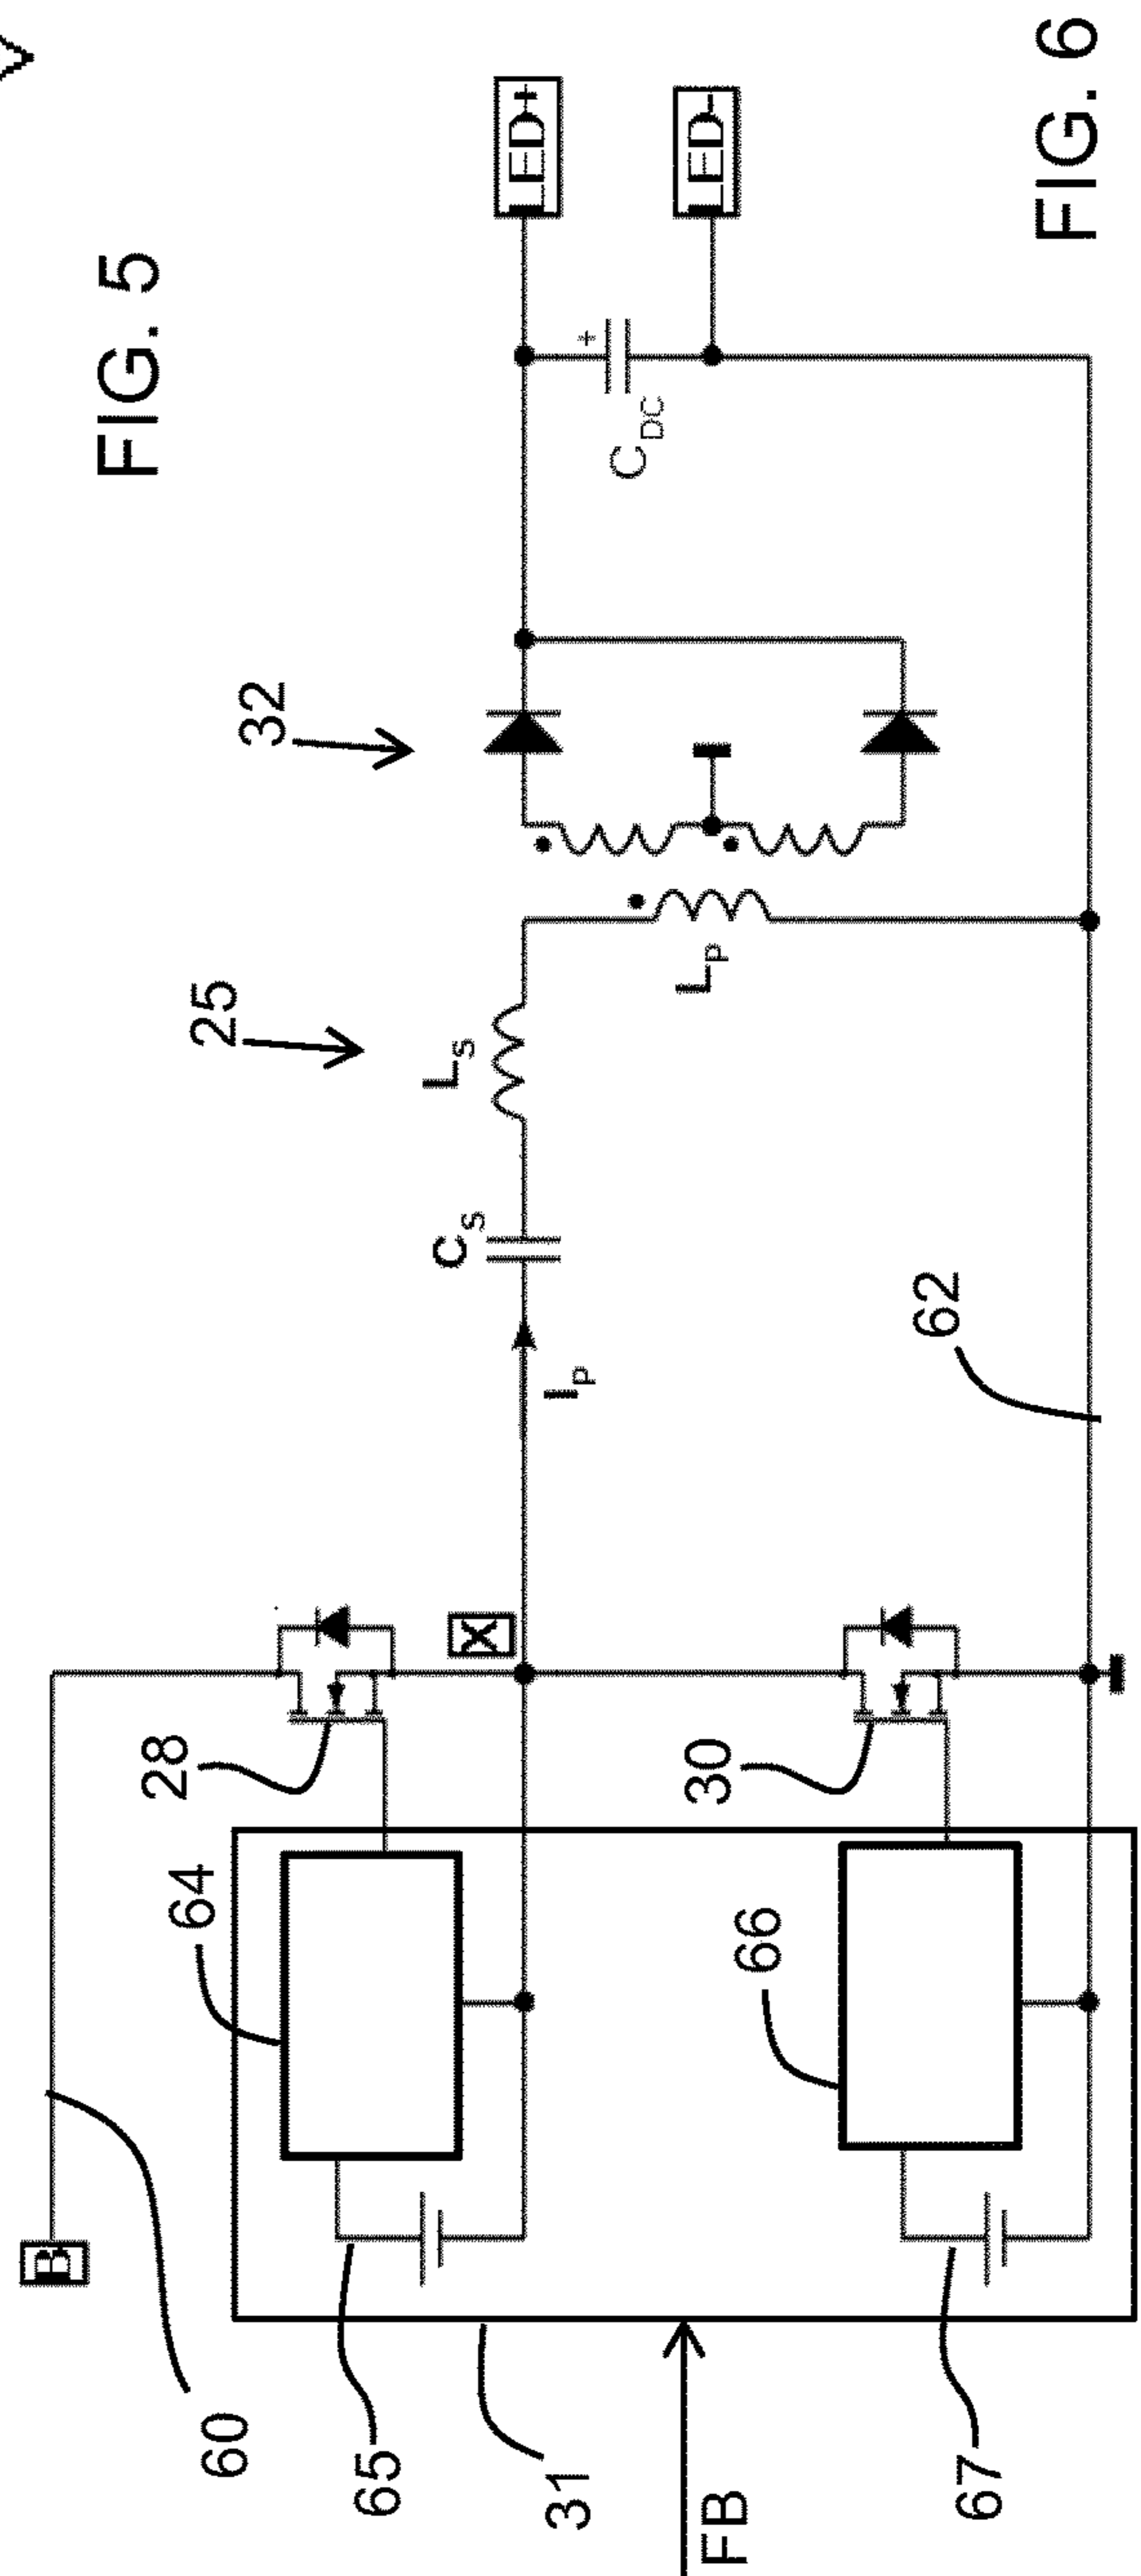 FIG. 5
B
60
64
28
65
31
FB
67
66
30
X
I_P
C_S
L_S
25
L_P
32
62
C_DC
+
LED+
LED-
FIG. 6